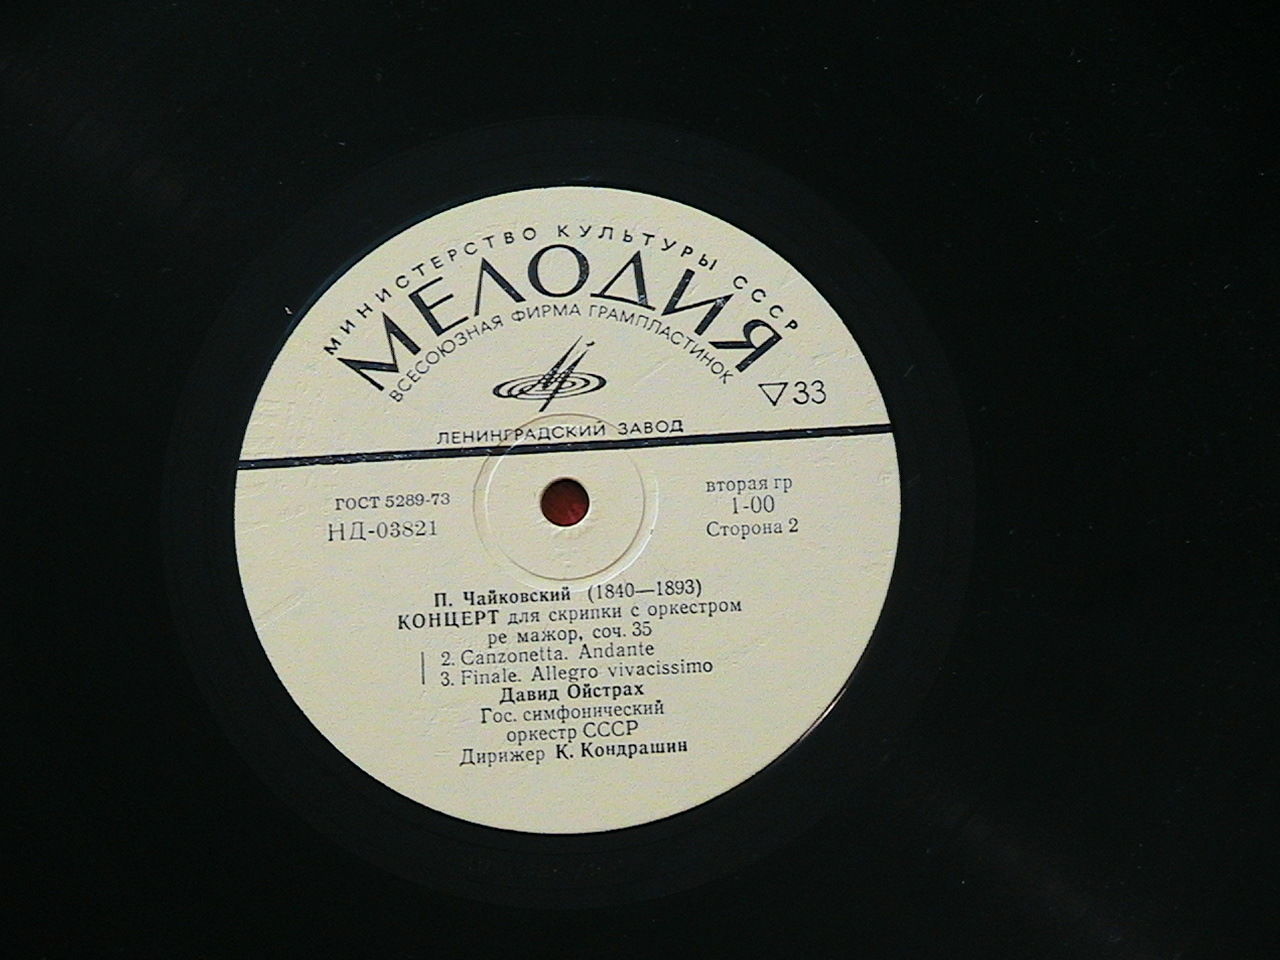 МИНИСТЕРСТВО КУЛЬТУРЫ СССР
МЕЛОДИЯ
ВСЕСОЮЗНАЯ ФИРМА ГРАМПЛАСТИНОК
33
ЛЕНИНГРАДСКИЙ ЗАВОД
ГОСТ 5289-73
НД-03821
вторая гр
1-00
Сторона 2
П. Чайковский (1840—1893)
КОНЦЕРТ для скрипки с оркестром
ре мажор, соч. 35
2. Canzonetta. Andante
3. Finale. Allegro vivacissimo
Давид Ойстрах
Гос. симфонический
оркестр СССР
Дирижер К. Кондрашин